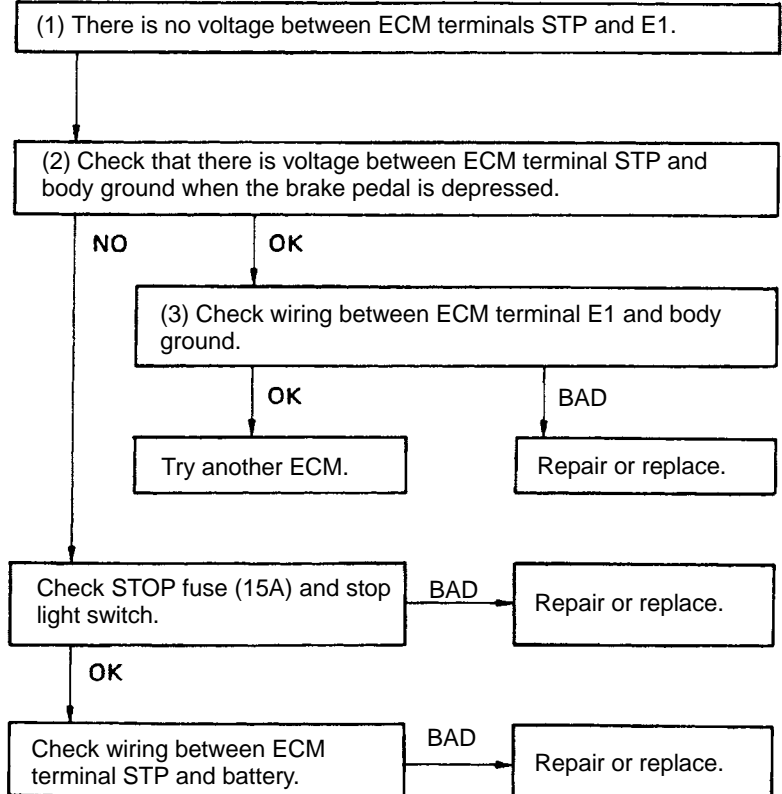 (1) There is no voltage between ECM terminals STP and E1.
(2) Check that there is voltage between ECM terminal STP and
body ground when the brake pedal is depressed.
NO
OK
(3) Check wiring between ECM terminal E1 and body
ground.
OK
BAD
Try another ECM.
Repair or replace.
Check STOP fuse (15A) and stop
light switch.
BAD
Repair or replace.
OK
Check wiring between ECM
terminal STP and battery.
BAD
Repair or replace.